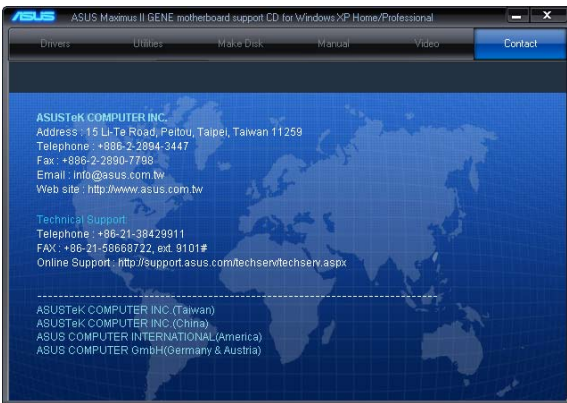 ASUS ASUS Maximus II GENE motherboard support CD for Windows XP Home/Professional
Drivers Utilities Make Disk Manual Video Contact
ASUSTeK COMPUTER INC.
Address : 15 Li-Te Road, Peitou, Taipei, Taiwan 11259
Telephone : +886-2-2894-3447
Fax : +886-2-2890-7798
Email : info@asus.com.tw
Web site : http://www.asus.com.tw
Technical Support:
Telephone : +86-21-38429911
FAX : +86-21-58668722, ext. 9101#
Online Support : http://support.asus.com/techserv/techserv.aspx
ASUSTeK COMPUTER INC.(Taiwan)
ASUSTeK COMPUTER INC.(China)
ASUS COMPUTER INTERNATIONAL(America)
ASUS COMPUTER GmbH(Germany & Austria)